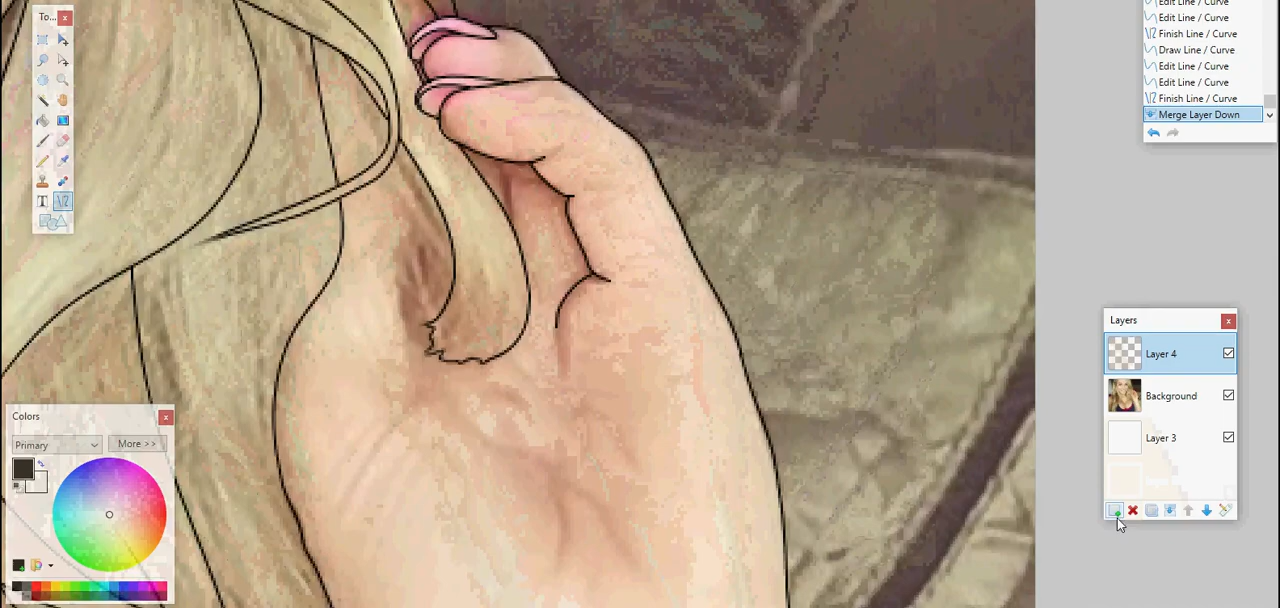 To...
Edit Line / Curve
Edit Line / Curve
Finish Line / Curve
Draw Line / Curve
Edit Line / Curve
Edit Line / Curve
Finish Line / Curve
Merge Layer Down
T
Layers
Layer 4
Background
Layer 3
Colors
Primary
More >>